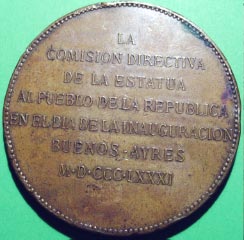 LA
COMISION DIRECTIVA
DE LA ESTATUA
AL PUEBLO DE LA REPUBLICA
EN EL DIA DE LA INAUGURACION
BUENOS-AYRES
M·D·CCC·LXXXI